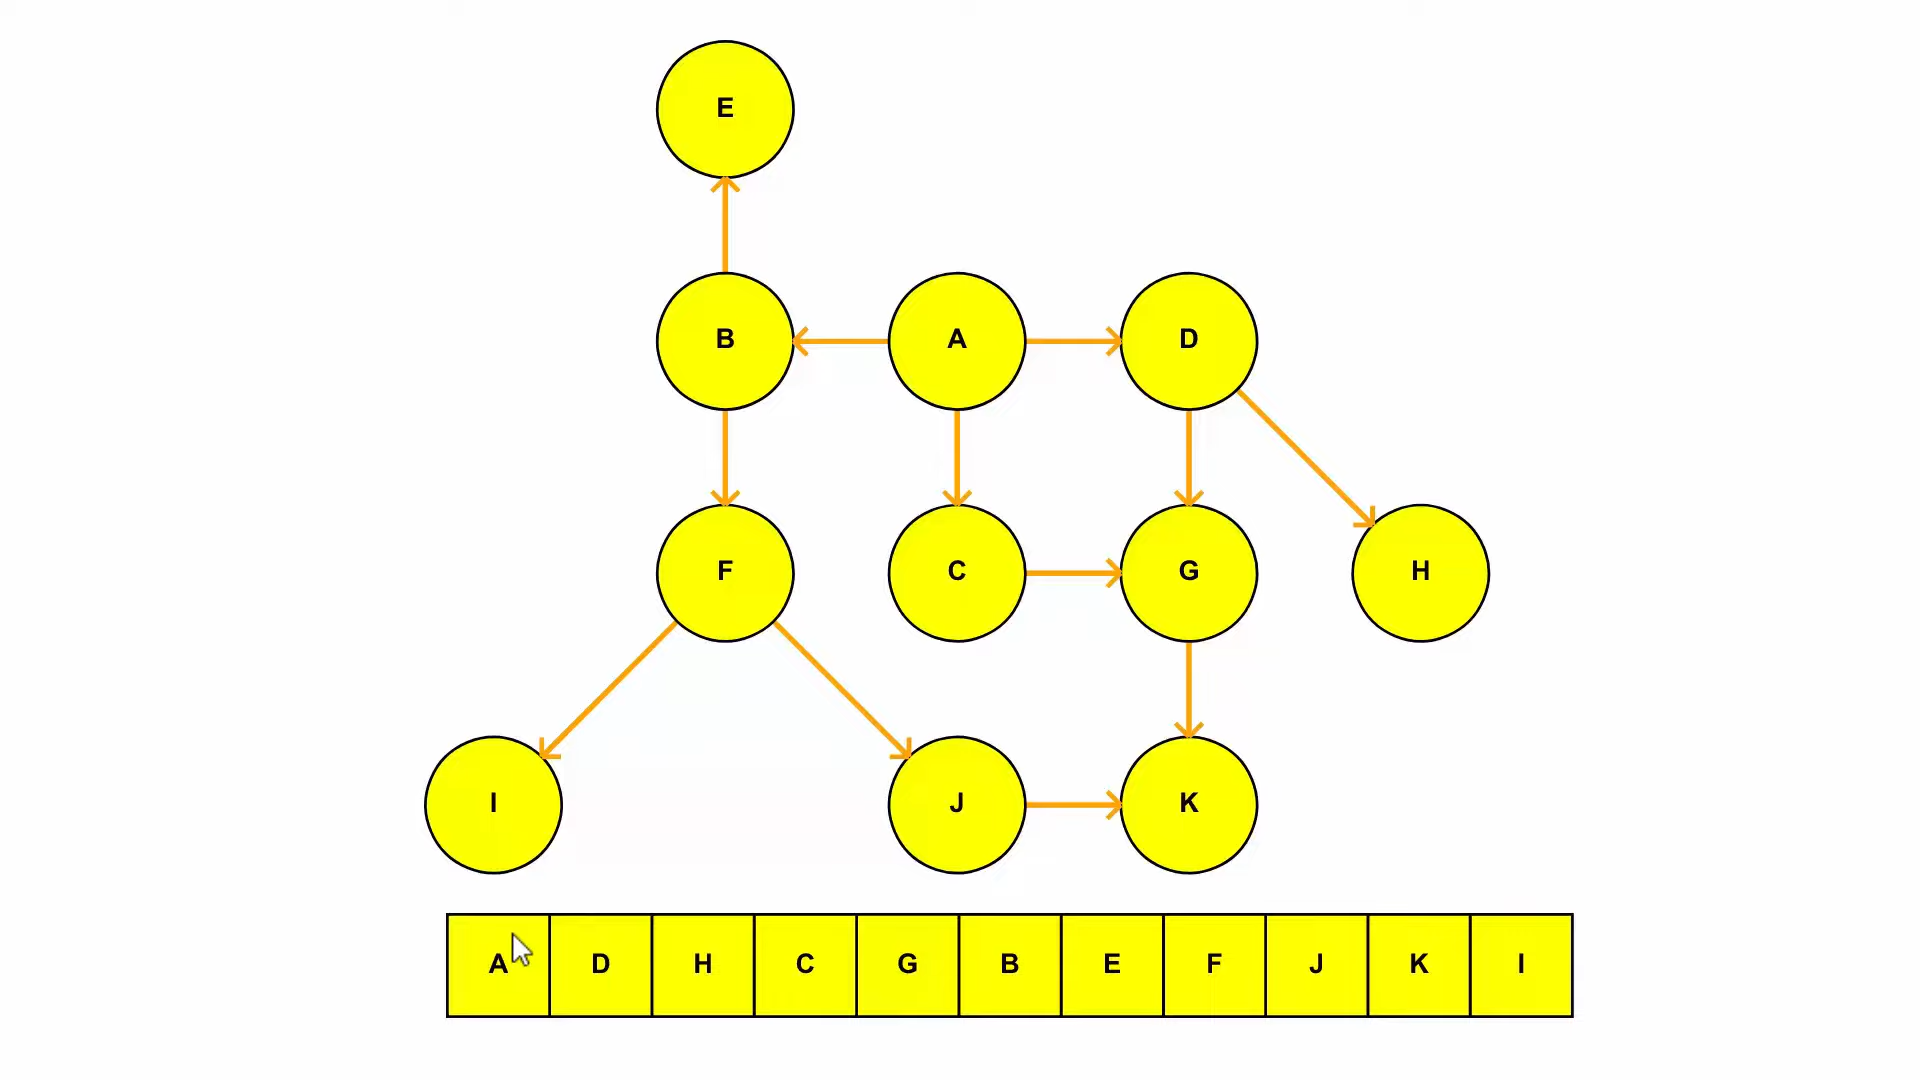 E
B A D
F C G H
I J K
A D H C G B E F J K I